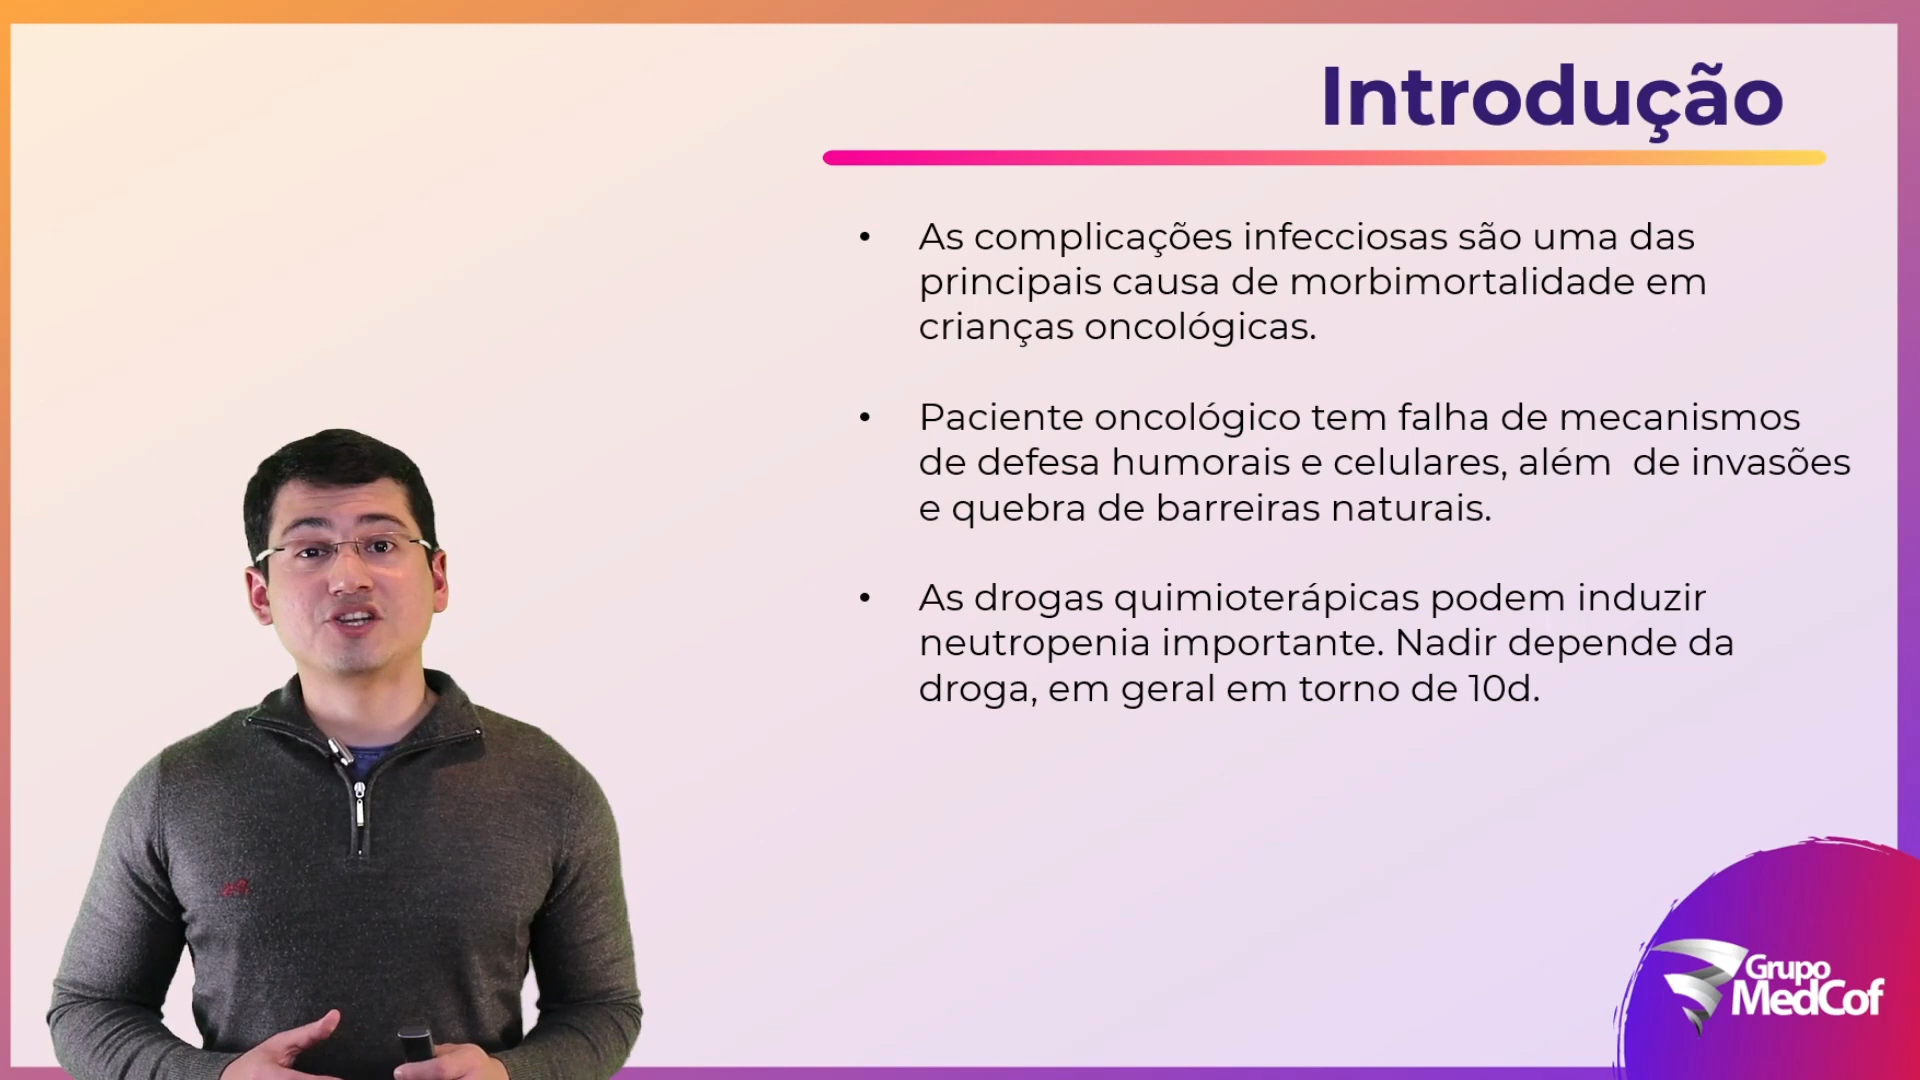 Introdução
• As complicações infecciosas são uma das
principais causa de morbimortalidade em
crianças oncológicas.
• Paciente oncológico tem falha de mecanismos
de defesa humorais e celulares, além  de invasões
e quebra de barreiras naturais.
• As drogas quimioterápicas podem induzir
neutropenia importante. Nadir depende da
droga, em geral em torno de 10d.
Grupo
MedCof